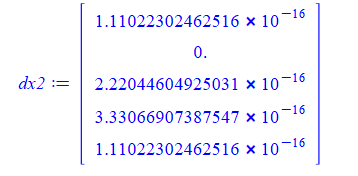 1.11022302462516 × 10⁻¹⁶
0.
dx2 := 2.22044604925031 × 10⁻¹⁶
3.33066907387547 × 10⁻¹⁶
1.11022302462516 × 10⁻¹⁶